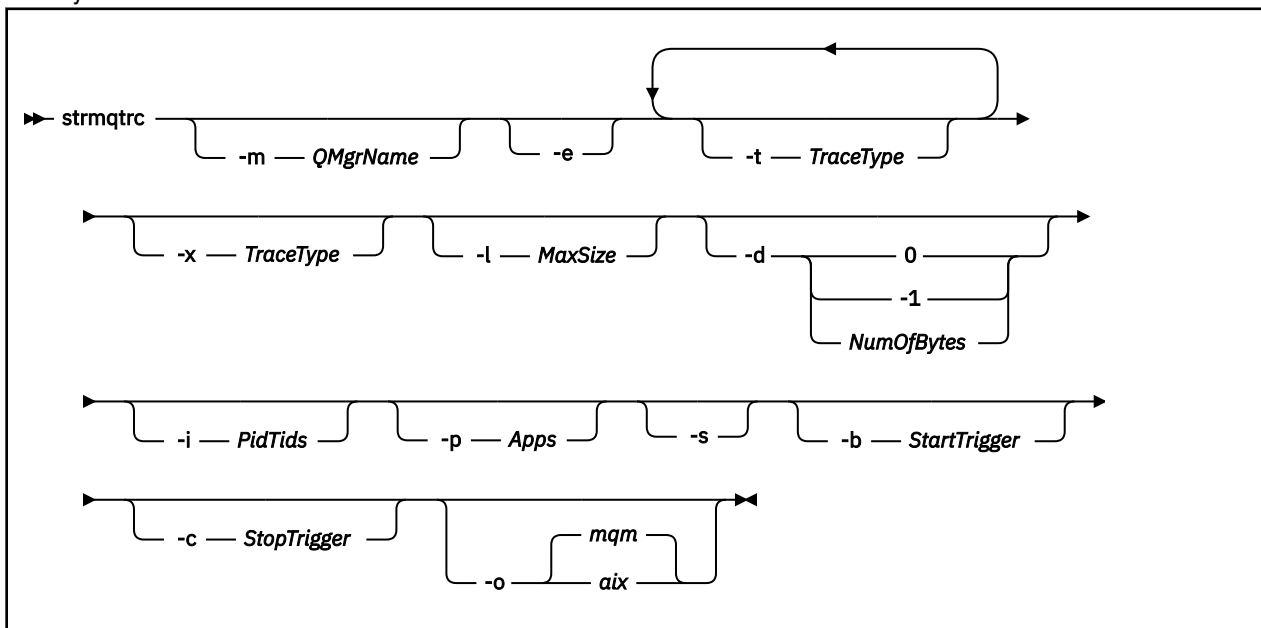 strmqtrc
-m QMgrName -e -t TraceType
-x TraceType -l MaxSize -d 0
-1
NumOfBytes
-i PidTids -p Apps -s -b StartTrigger
-c StopTrigger mqm
-o aix